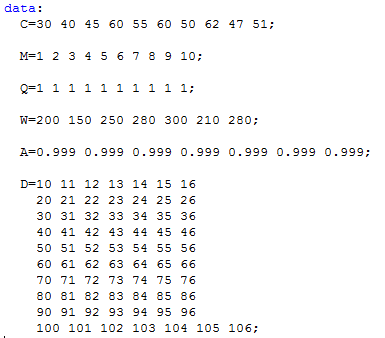 data:
C=30 40 45 60 55 60 50 62 47 51;
M=1 2 3 4 5 6 7 8 9 10;
Q=1 1 1 1 1 1 1 1 1 1;
W=200 150 250 280 300 210 280;
A=0.999 0.999 0.999 0.999 0.999 0.999 0.999;
D=10 11 12 13 14 15 16
20 21 22 23 24 25 26
30 31 32 33 34 35 36
40 41 42 43 44 45 46
50 51 52 53 54 55 56
60 61 62 63 64 65 66
70 71 72 73 74 75 76
80 81 82 83 84 85 86
90 91 92 93 94 95 96
100 101 102 103 104 105 106;